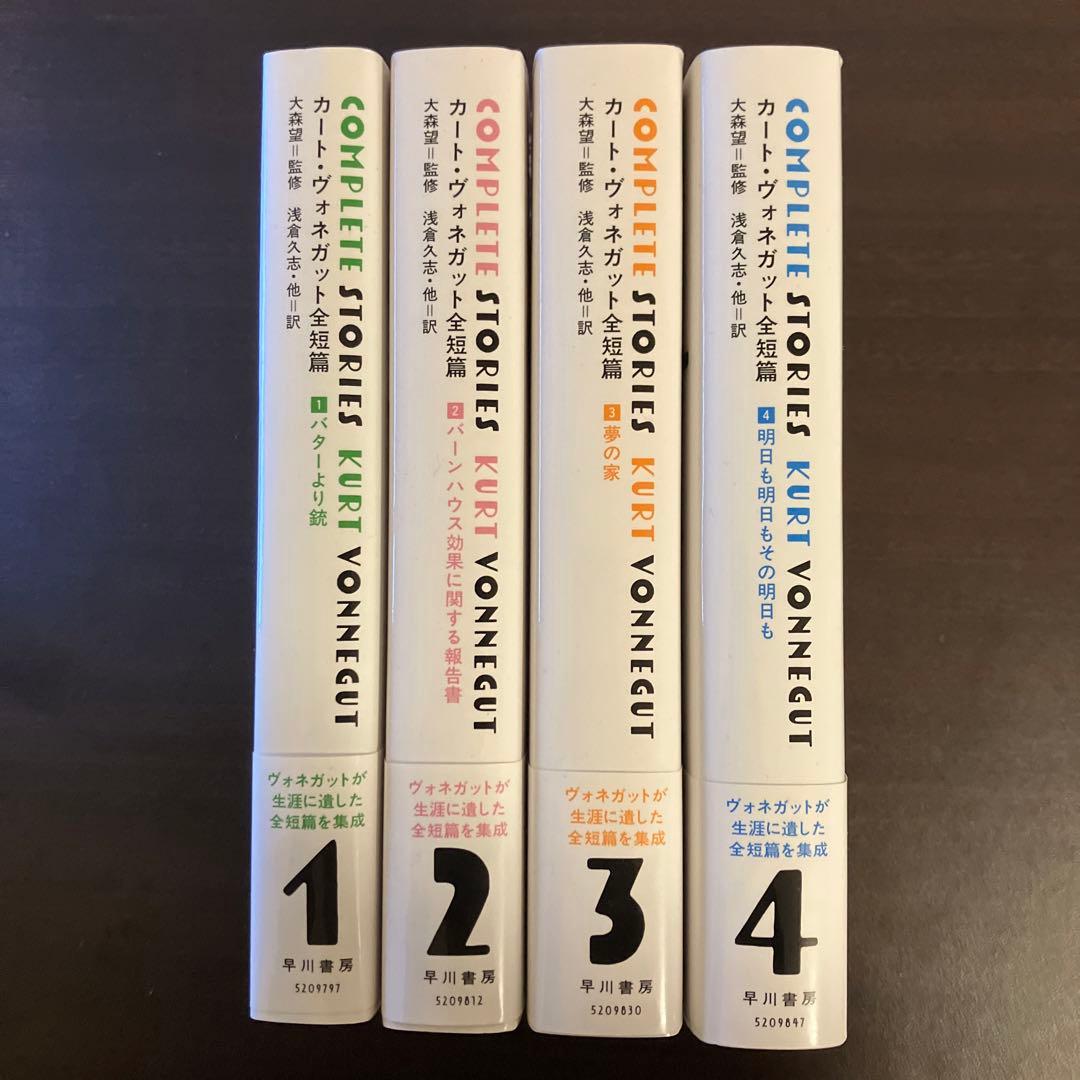 COMPLETE STORIES KURT VONNEGUT
カート・ヴォネガット全短篇 1 バターより銃
大森望=監修 浅倉久志・他=訳
ヴォネガットが
生涯に遺した
全短篇を集成
1
早川書房
5209797
COMPLETE STORIES KURT VONNEGUT
カート・ヴォネガット全短篇 2 バーンハウス効果に関する報告書
大森望=監修 浅倉久志・他=訳
ヴォネガットが
生涯に遺した
全短篇を集成
2
早川書房
5209812
COMPLETE STORIES KURT VONNEGUT
カート・ヴォネガット全短篇 3 夢の家
大森望=監修 浅倉久志・他=訳
ヴォネガットが
生涯に遺した
全短篇を集成
3
早川書房
5209830
COMPLETE STORIES KURT VONNEGUT
カート・ヴォネガット全短篇 4 明日も明日もその明日も
大森望=監修 浅倉久志・他=訳
ヴォネガットが
生涯に遺した
全短篇を集成
4
早川書房
5209847